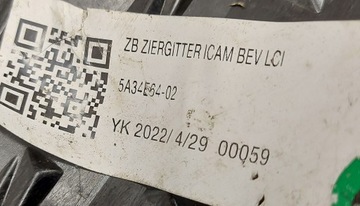 ZB ZIERGITTER ICAM BEV LCI
5A34E64-02
YK 2022/4/29 00059